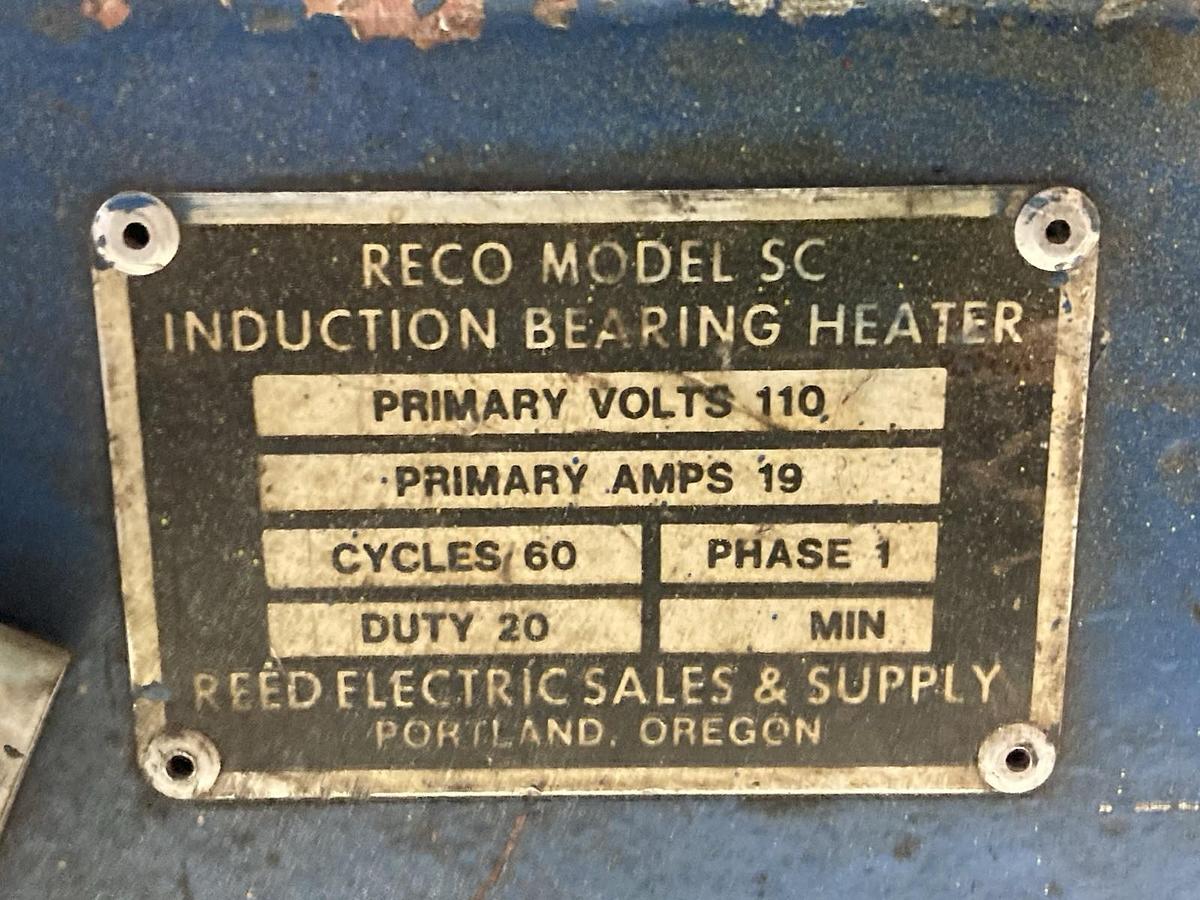 RECO MODEL SC
INDUCTION BEARING HEATER
PRIMARY VOLTS 110
PRIMARY AMPS 19
CYCLES 60 PHASE 1
DUTY 20 MIN
REED ELECTRIC SALES & SUPPLY
PORTLAND, OREGON